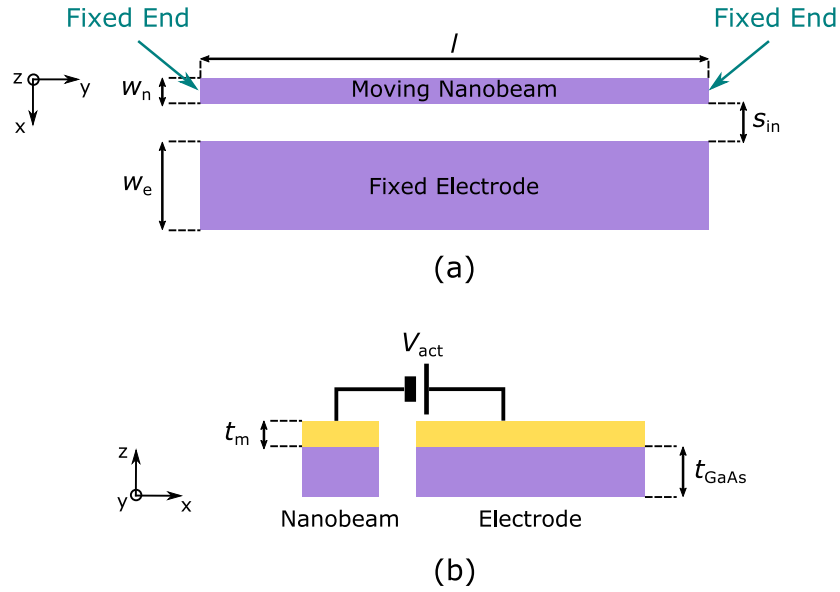 Fixed End
Fixed End
l
z
y
x
wn
Moving Nanobeam
sin
we
Fixed Electrode
(a)
Vact
tm
z
y
x
tGaAs
Nanobeam
Electrode
(b)